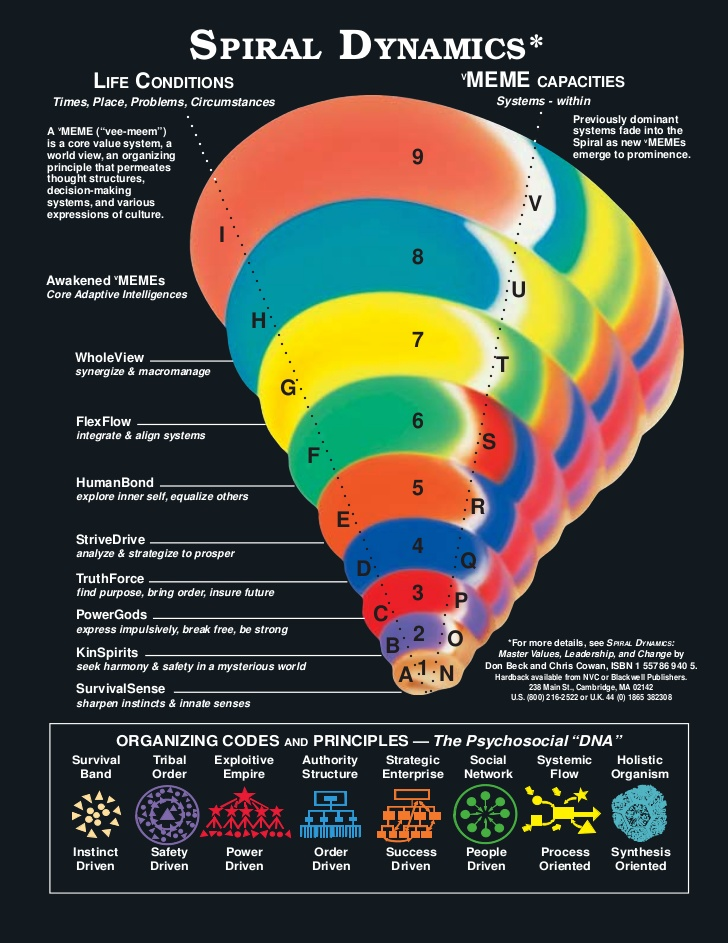 SPIRAL DYNAMICS*
LIFE CONDITIONS
Times, Place, Problems, Circumstances
A vMEME (“vee-meem”)
is a core value system, a
world view, an organizing
principle that permeates
thought structures,
decision-making
systems, and various
expressions of culture.
vMEME CAPACITIES
Systems - within
Previously dominant
systems fade into the
Spiral as new vMEMEs
emerge to prominence.
Awakened vMEMEs
Core Adaptive Intelligences
WholeView
synergize & macromanage
FlexFlow
integrate & align systems
HumanBond
explore inner self, equalize others
StriveDrive
analyze & strategize to prosper
TruthForce
find purpose, bring order, insure future
PowerGods
express impulsively, break free, be strong
KinSpirits
seek harmony & safety in a mysterious world
SurvivalSense
sharpen instincts & innate senses
I 9 V
H 8 U
G 7 T
F 6 S
E 5 R
D 4 Q
C 3 P
B 2 O
A 1 N
*For more details, see SPIRAL DYNAMICS:
Master Values, Leadership, and Change by
Don Beck and Chris Cowan, ISBN 1 55786 940 5.
Hardback available from NVC or Blackwell Publishers.
238 Main St., Cambridge, MA 02142
U.S. (800) 216-2522 or U.K. 44 (0) 1865 382308
ORGANIZING CODES AND PRINCIPLES — The Psychosocial “DNA”
Survival Band
Tribal Order
Exploitive Empire
Authority Structure
Strategic Enterprise
Social Network
Systemic Flow
Holistic Organism
Instinct Driven
Safety Driven
Power Driven
Order Driven
Success Driven
People Driven
Process Oriented
Synthesis Oriented